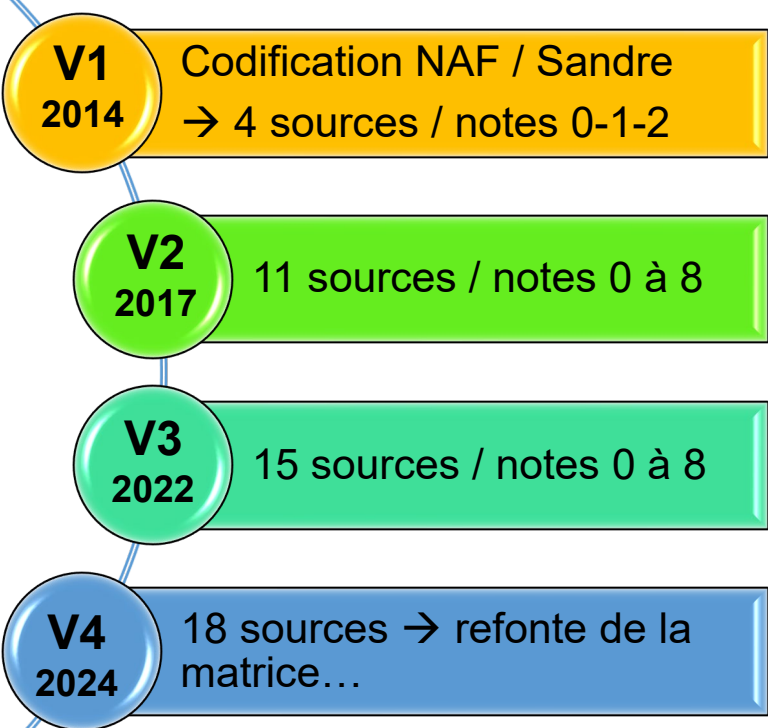 V1
2014
Codification NAF / Sandre
→ 4 sources / notes 0-1-2
V2
2017
11 sources / notes 0 à 8
V3
2022
15 sources / notes 0 à 8
V4
2024
18 sources → refonte de la
matrice…